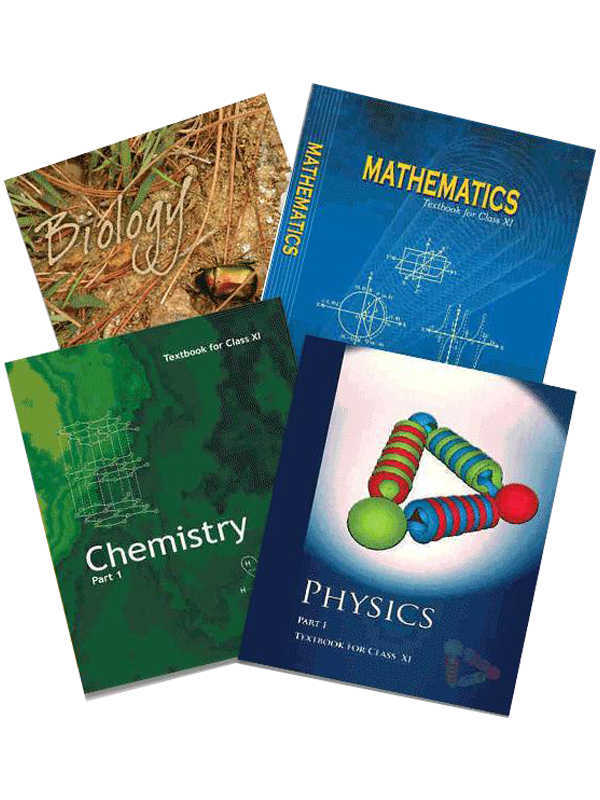 Biology
MATHEMATICS
MATHEMATICS
Textbook for Class XI
Textbook for Class XI
Chemistry
Part 1
H
H
PHYSICS
PART I
TEXTBOOK FOR CLASS XI